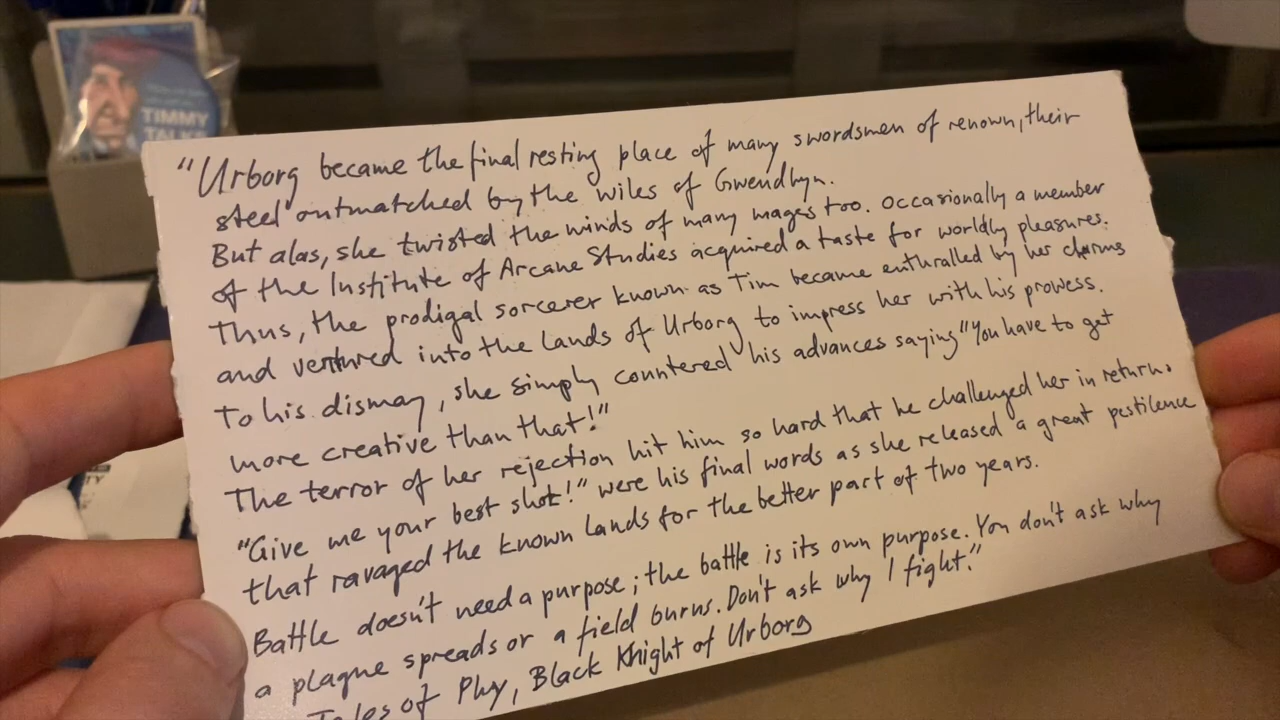 TIMMY
TALKS
"Urborg became the final resting place of many swordsmen of renown, their
steel outmatched by the wiles of Gwendlyn.
But alas, she twisted the minds of many mages too. Occasionally a member
of the Institute of Arcane Studies acquired a taste for worldly pleasures.
Thus, the prodigal sorcerer known as Tim became enthralled by her charms
and ventured into the lands of Urborg to impress her with his prowess.
To his dismay, she simply countered his advances saying "You have to get
more creative than that!"
The terror of her rejection hit him so hard that he challenged her in return.
"Give me your best shot!" were his final words as she released a great pestilence
that ravaged the known lands for the better part of two years.
Battle doesn't need a purpose; the battle is its own purpose. You don't ask why
a plague spreads or a field burns. Don't ask why I fight."
Tales of Phy, Black Knight of Urborg